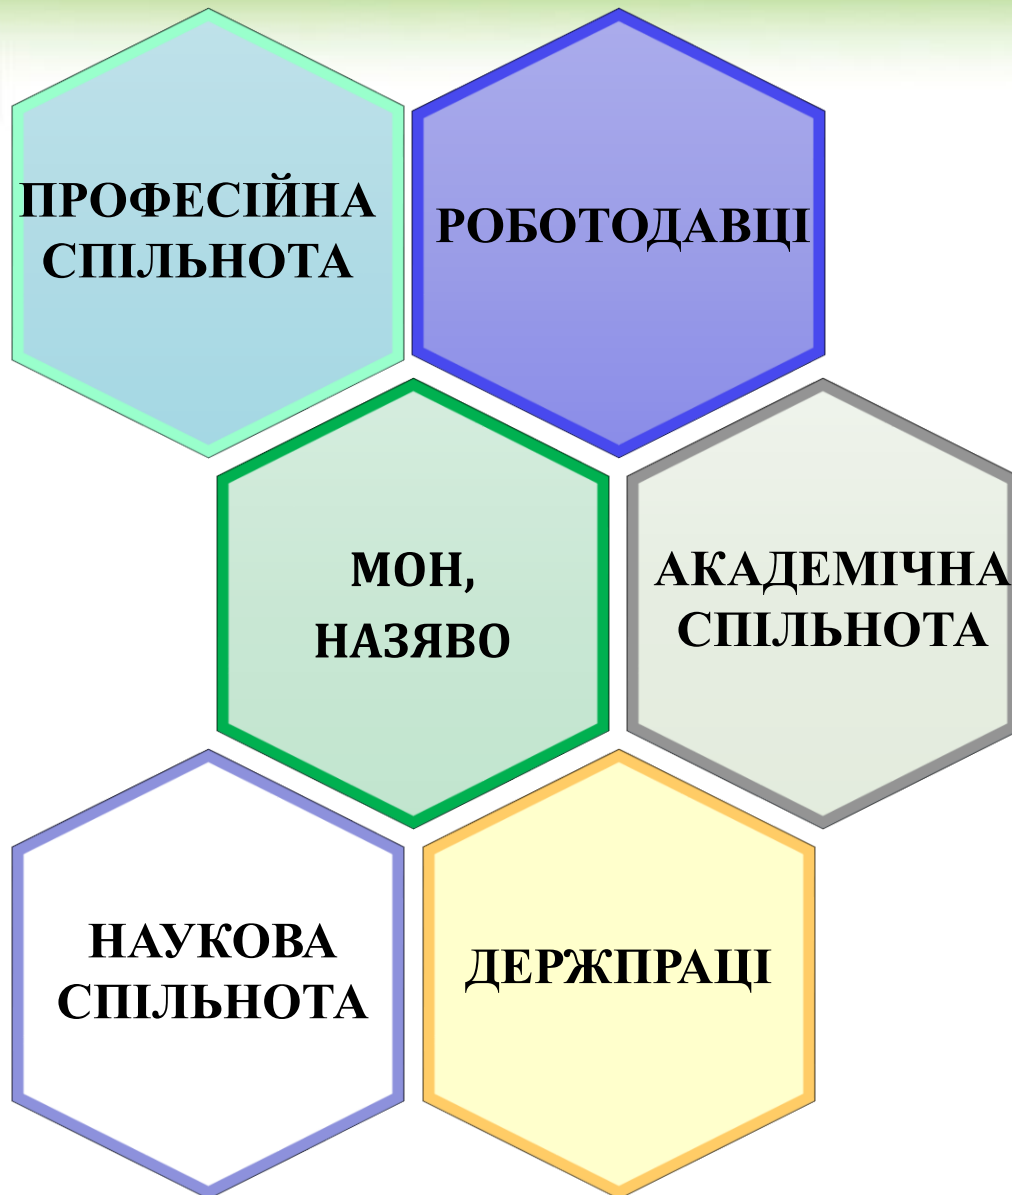 ПРОФЕСІЙНА
СПІЛЬНОТА
РОБОТОДАВЦІ
МОН,
НАЗЯВО
АКАДЕМІЧНА
СПІЛЬНОТА
НАУКОВА
СПІЛЬНОТА
ДЕРЖПРАЦІ